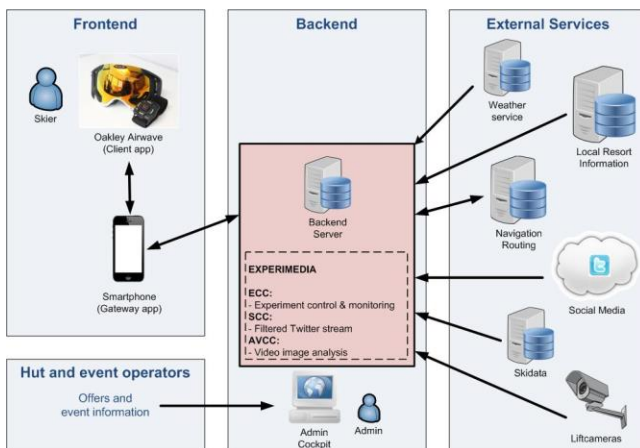 Frontend
Skier
Oakley Airwave
(Client app)
Smartphone
(Gateway app)
Hut and event operators
Offers and
event information
Backend
Backend
Server
EXPERIMEDIA
ECC:
- Experiment control & monitoring
SCC:
- Filtered Twitter stream
AVCC:
- Video image analysis
Admin
Cockpit
Admin
External Services
Weather
service
Local Resort
Information
Navigation
Routing
Social Media
Skidata
Liftcameras